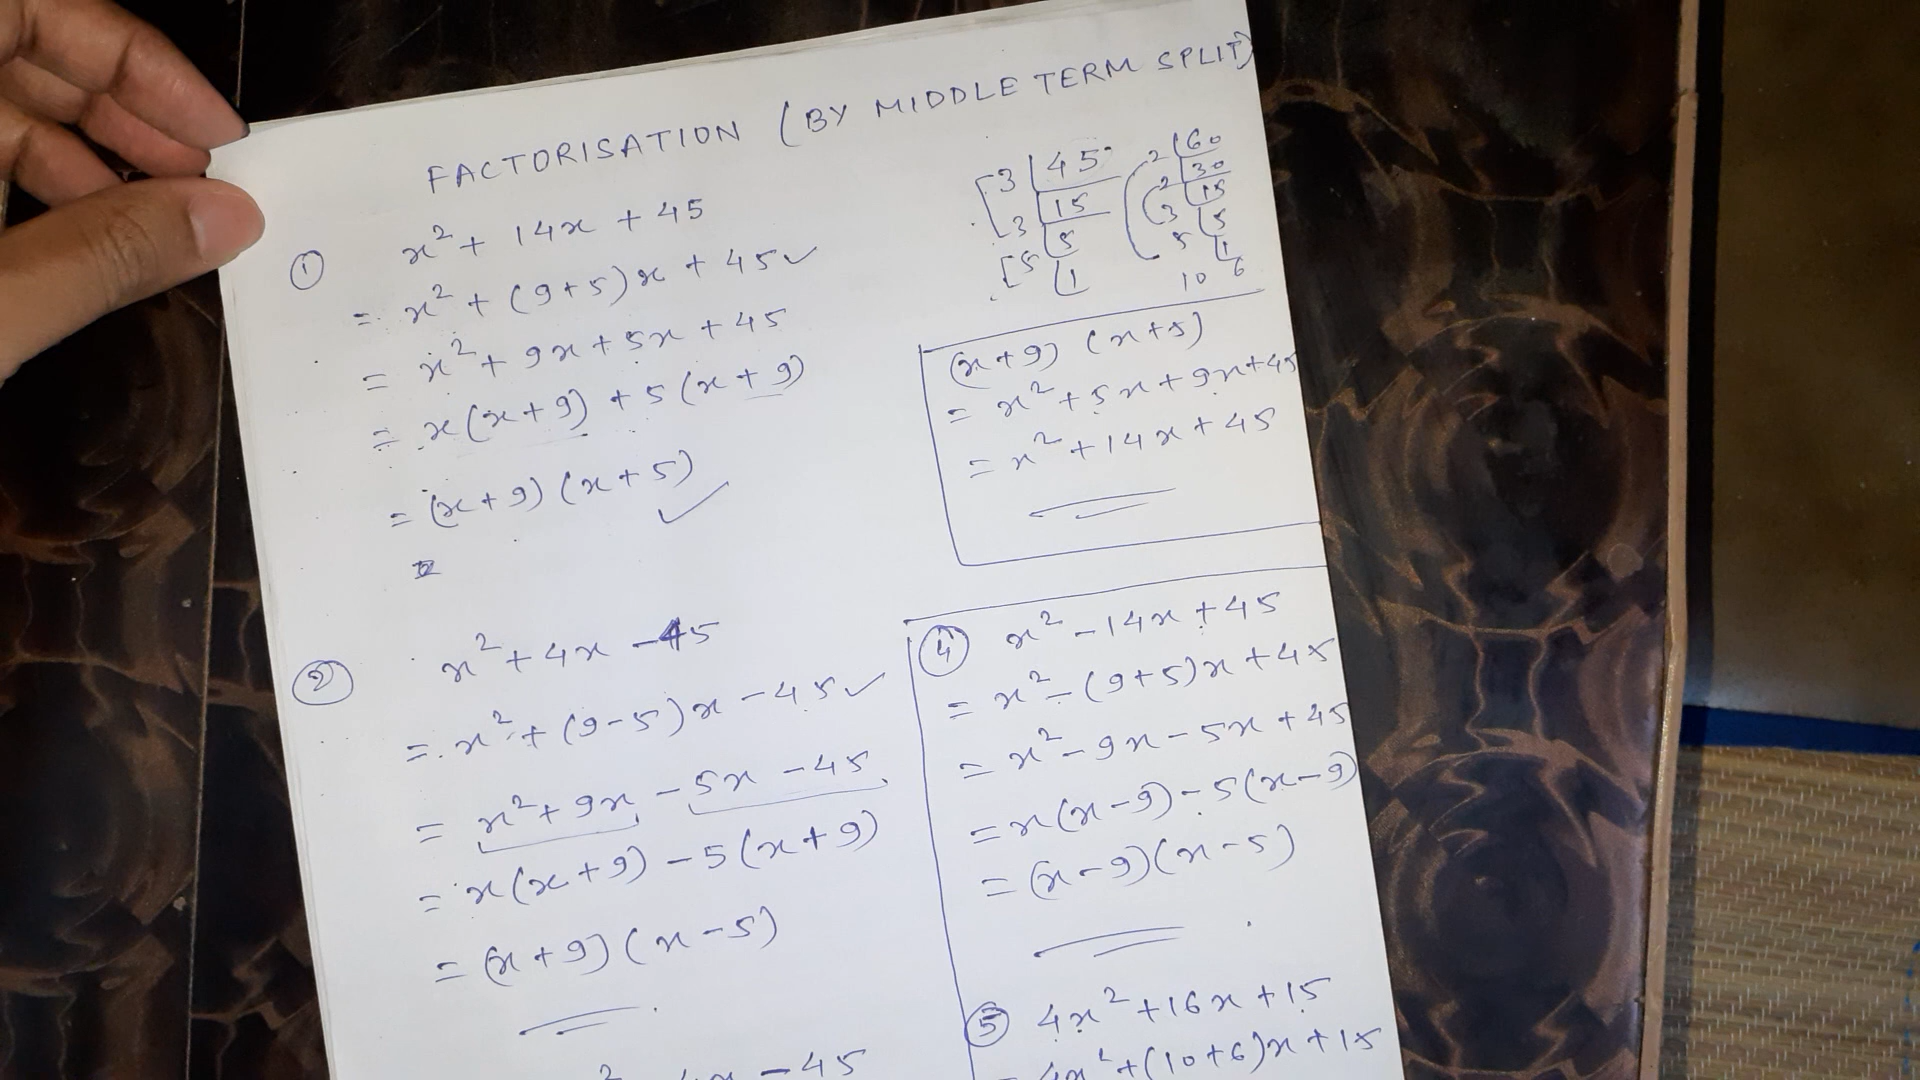 FACTORISATION (BY MIDDLE TERM SPLIT)
① x² + 14x + 45
= x² + (9+5)x + 45 ✓
= x² + 9x + 5x + 45
= x(x+9) + 5(x+9)
= (x+9)(x+5) ✓
3 | 45
3 | 15
5 | 5
1
2 | 60
2 | 30
3 | 15
5 | 5
1
10 6
(x+9) (x+5)
= x² + 5x + 9x + 45
= x² + 14x + 45
② x² + 4x - 45
= x² + (9-5)x - 45 ✓
= x² + 9x - 5x - 45
= x(x+9) - 5(x+9)
= (x+9)(x-5)
- 45
④ x² - 14x + 45
= x² - (9+5)x + 45
= x² - 9x - 5x + 45
= x(x-9) - 5(x-9)
= (x-9)(x-5)
⑤ 4x² + 16x + 15
4x² + (10+6)x + 15